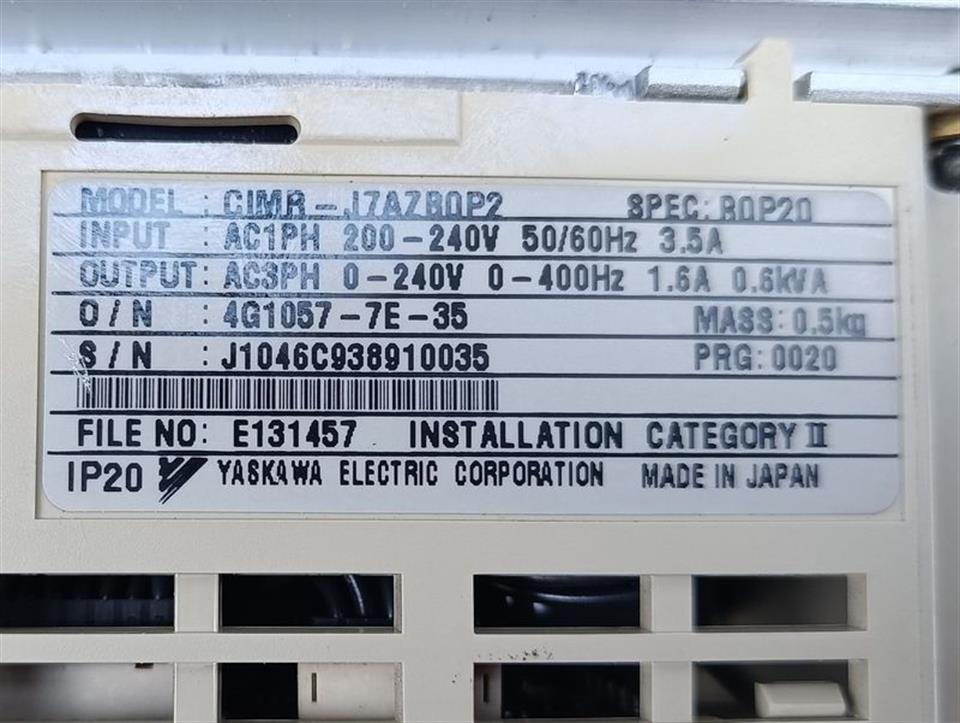 MODEL : CIMR-J7AZB0P2 SPEC: B0P20
INPUT : AC1PH 200-240V 50/60Hz 3.5A
OUTPUT: AC3PH 0-240V 0-400Hz 1.6A 0.6kVA
O/N : 4G1057-7E-35 MASS: 0.5kg
S/N : J1046C938910035 PRG: 0020
FILE NO: E131457 INSTALLATION CATEGORY II
IP20 YASKAWA ELECTRIC CORPORATION MADE IN JAPAN